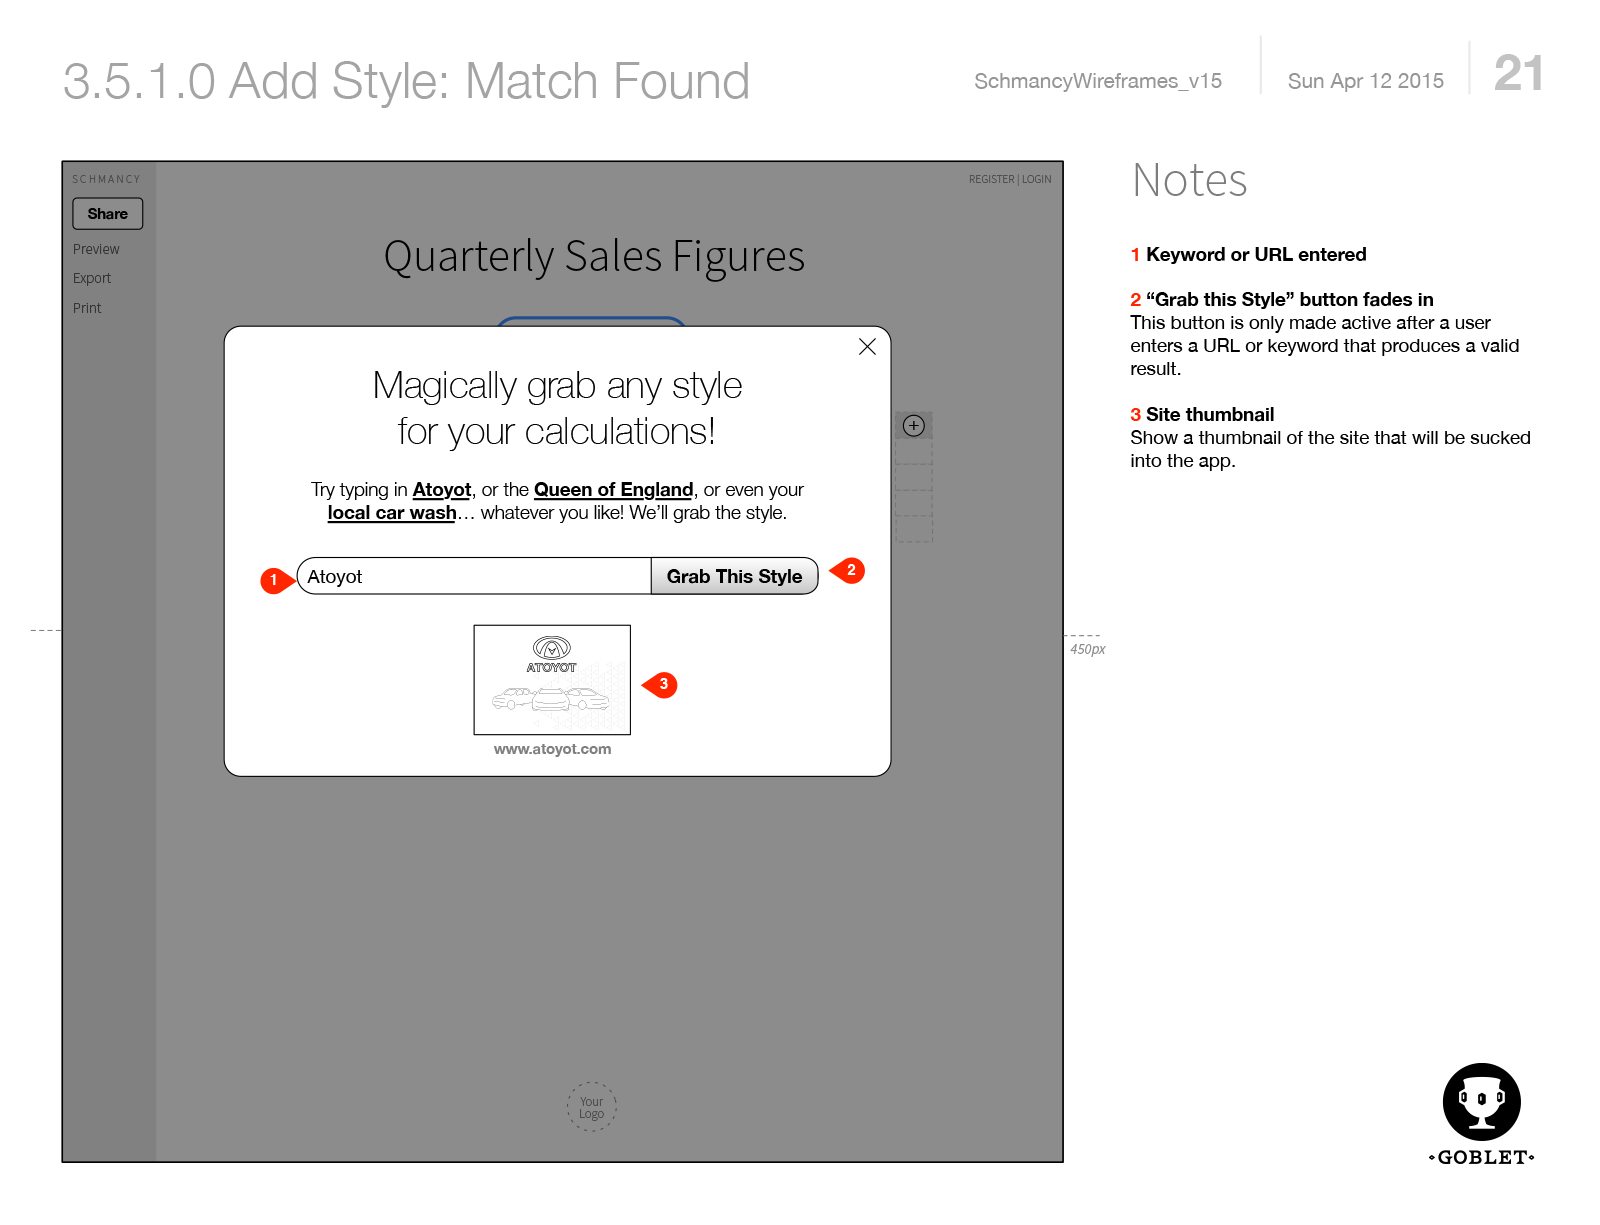 3.5.1.0 Add Style: Match Found
SchmancyWireframes_v15
Sun Apr 12 2015
21
SCHMANCY
REGISTER | LOGIN
Share
Preview
Export
Print
Quarterly Sales Figures
Magically grab any style
for your calculations!
Try typing in Atoyot, or the Queen of England, or even your
local car wash… whatever you like! We’ll grab the style.
1
Atoyot
Grab This Style
2
ATOYOT
3
www.atoyot.com
450px
Your
Logo
Notes
1 Keyword or URL entered
2 “Grab this Style” button fades in
This button is only made active after a user
enters a URL or keyword that produces a valid
result.
3 Site thumbnail
Show a thumbnail of the site that will be sucked
into the app.
GOBLET